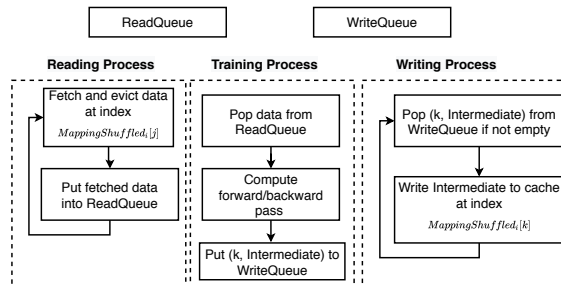 ReadQueue
WriteQueue
Reading Process
Training Process
Writing Process
Fetch and evict data
at index
MappingShuffledᵢ[j]
Put fetched data
into ReadQueue
Pop data from
ReadQueue
Compute
forward/backward
pass
Put (k, Intermediate) to
WriteQueue
Pop (k, Intermediate) from
WriteQueue if not empty
Write Intermediate to cache
at index
MappingShuffledᵢ[k]